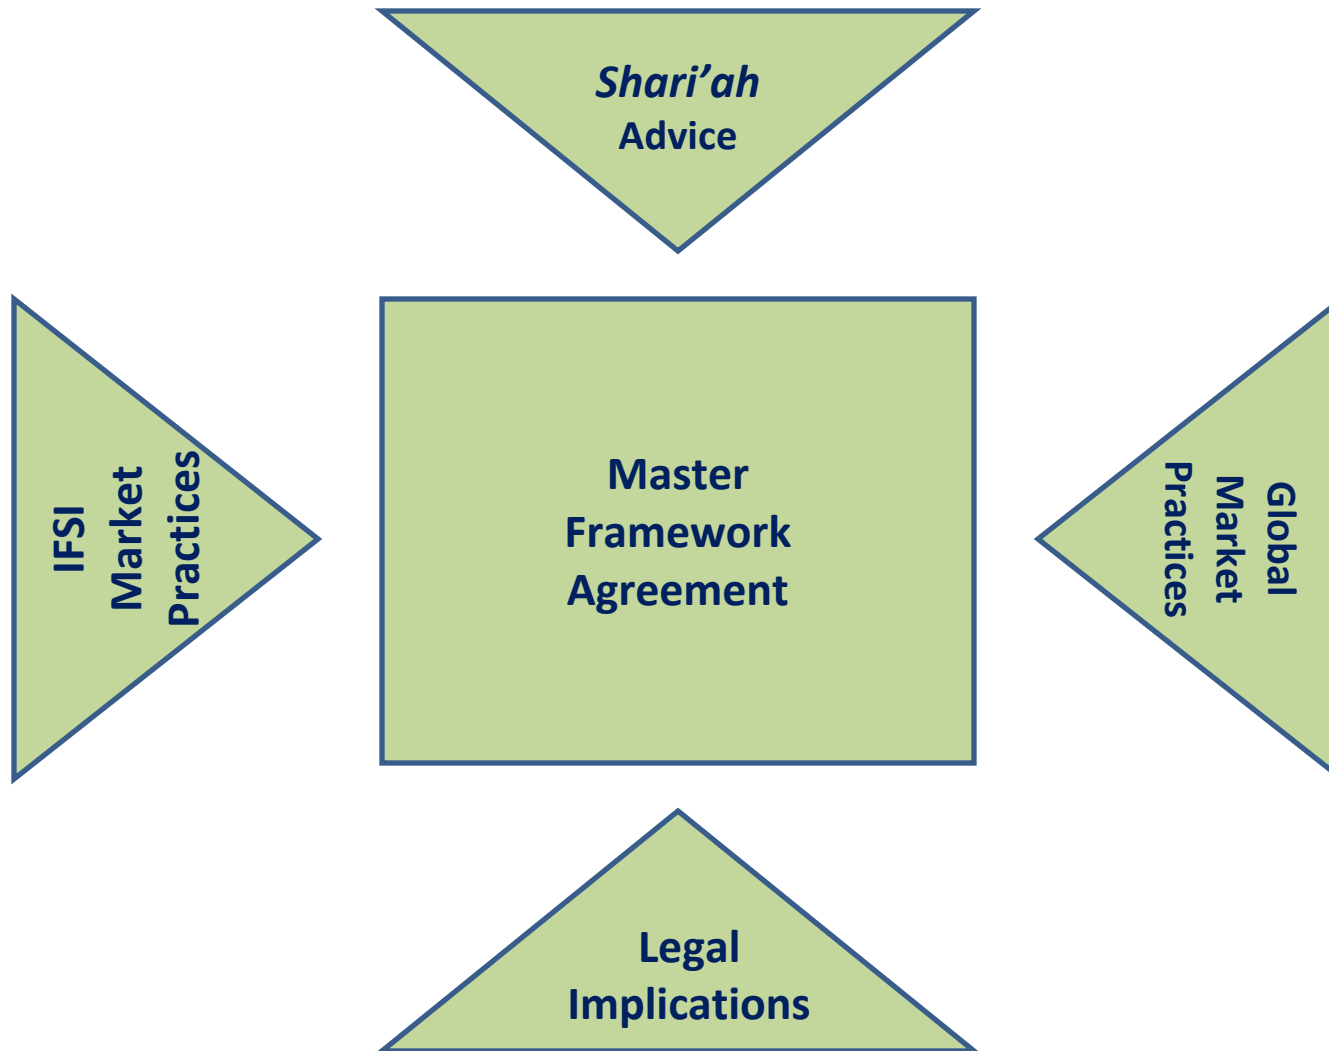 Shari’ah
Advice
IFSI
Market
Practices
Master
Framework
Agreement
Global
Market
Practices
Legal
Implications